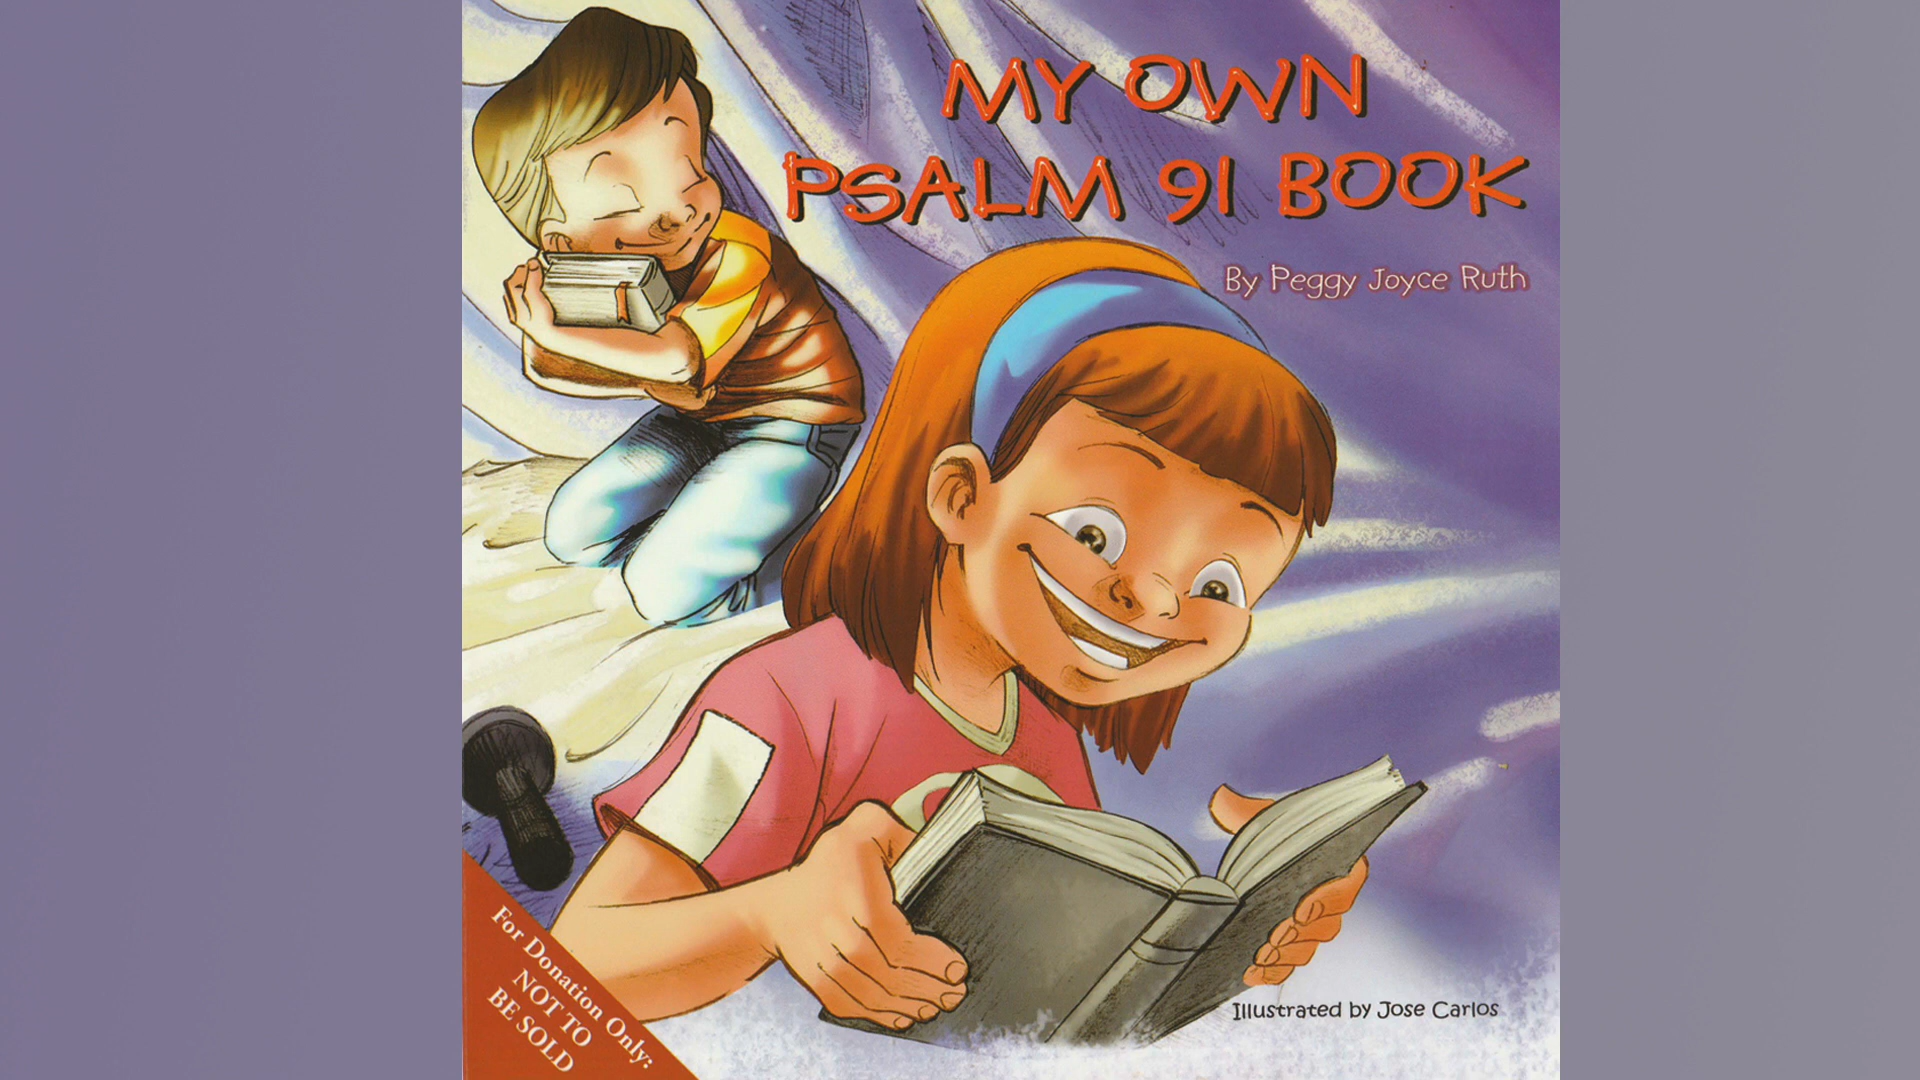 MY OWN
PSALM 91 BOOK
By Peggy Joyce Ruth
For Donation Only:
NOT TO
BE SOLD
Illustrated by Jose Carlos